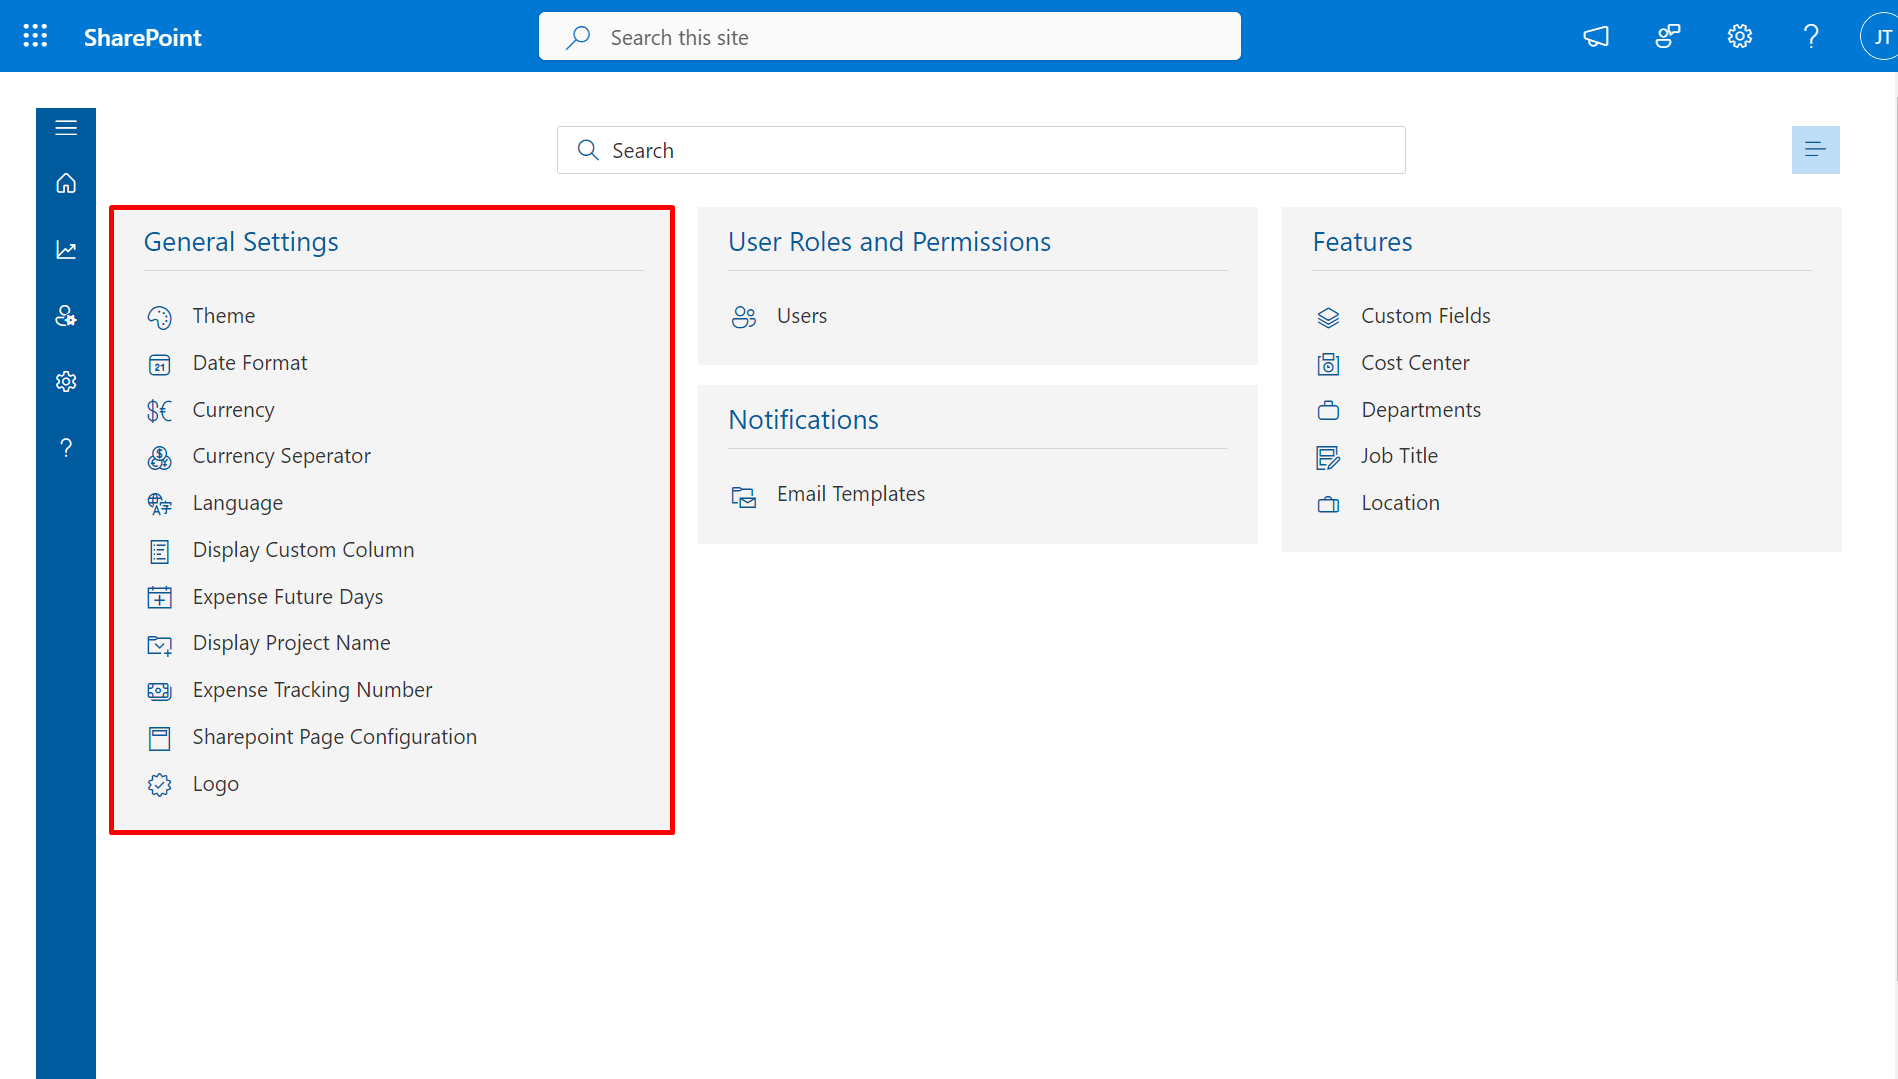 SharePoint
Search this site
JT
Search
General Settings
Theme
Date Format
Currency
Currency Seperator
Language
Display Custom Column
Expense Future Days
Display Project Name
Expense Tracking Number
Sharepoint Page Configuration
Logo
User Roles and Permissions
Users
Notifications
Email Templates
Features
Custom Fields
Cost Center
Departments
Job Title
Location